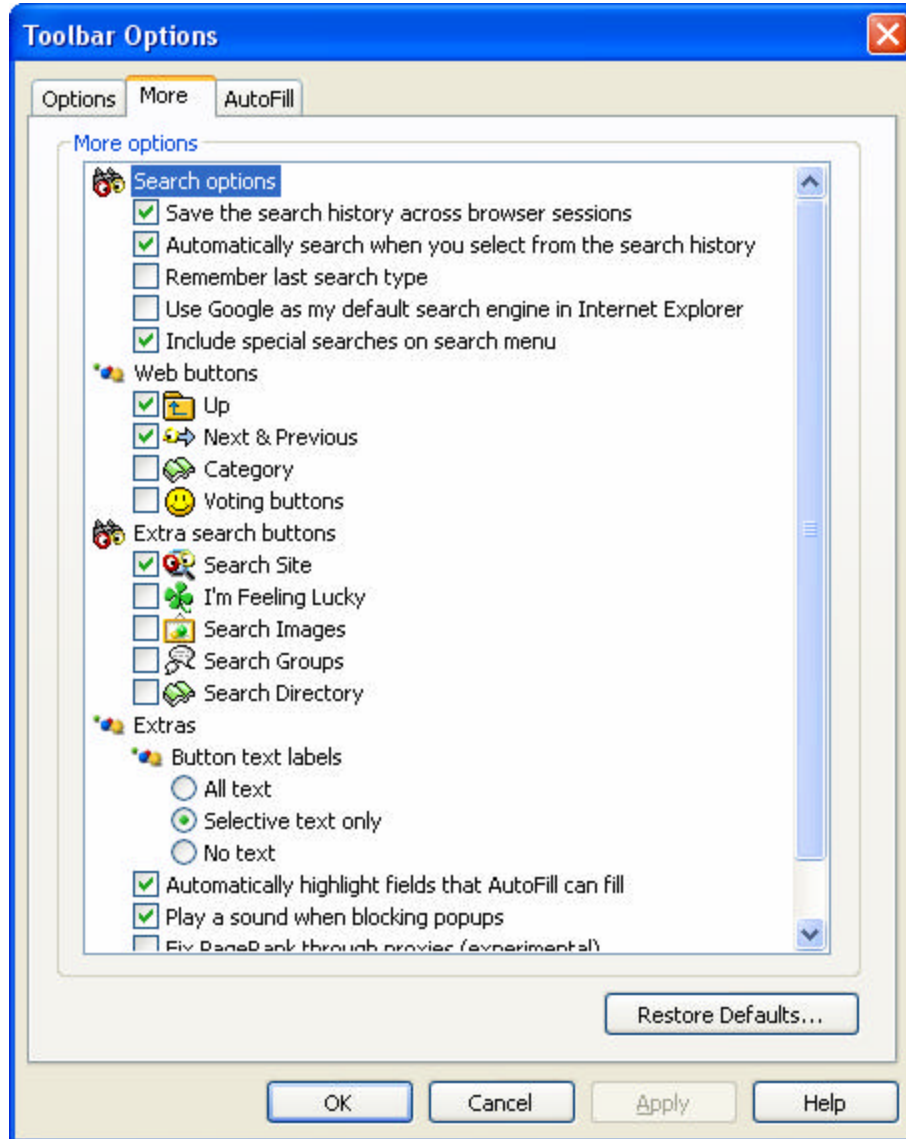 Toolbar Options
Options More AutoFill
More options
Search options
Save the search history across browser sessions
Automatically search when you select from the search history
Remember last search type
Use Google as my default search engine in Internet Explorer
Include special searches on search menu
Web buttons
Up
Next & Previous
Category
Voting buttons
Extra search buttons
Search Site
I'm Feeling Lucky
Search Images
Search Groups
Search Directory
Extras
Button text labels
All text
Selective text only
No text
Automatically highlight fields that AutoFill can fill
Play a sound when blocking popups
Fix PageRank through proxies (experimental)
Restore Defaults...
OK Cancel Apply Help